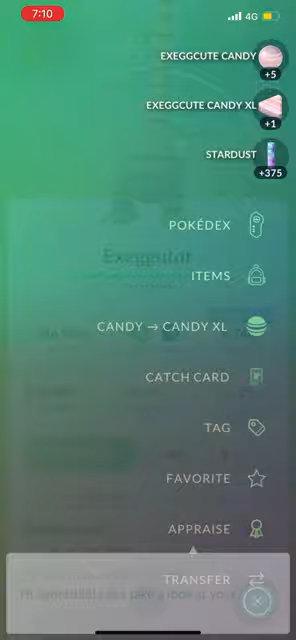 7:10
4G
EXEGGCUTE CANDY
+5
EXEGGCUTE CANDY XL
+1
STARDUST
+375
Exeggutor
POKÉDEX
ITEMS
CANDY → CANDY XL
CATCH CARD
TAG
FAVORITE
APPRAISE
TRANSFER